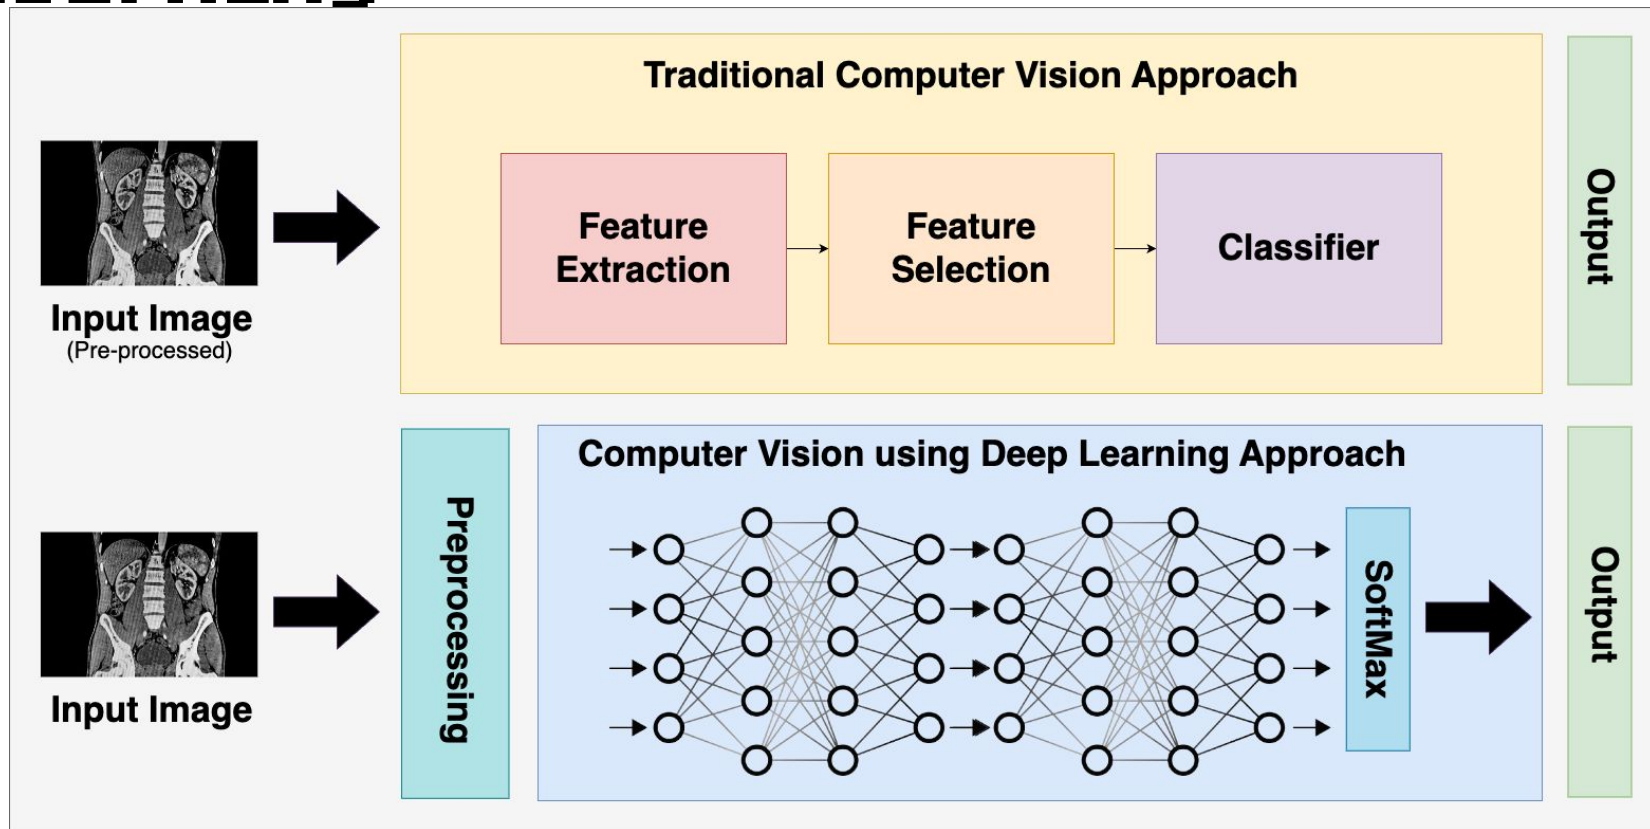 Traditional Computer Vision Approach
Feature
Extraction
Feature
Selection
Classifier
Output
Input Image
(Pre-processed)
Computer Vision using Deep Learning Approach
Preprocessing
SoftMax
Output
Input Image